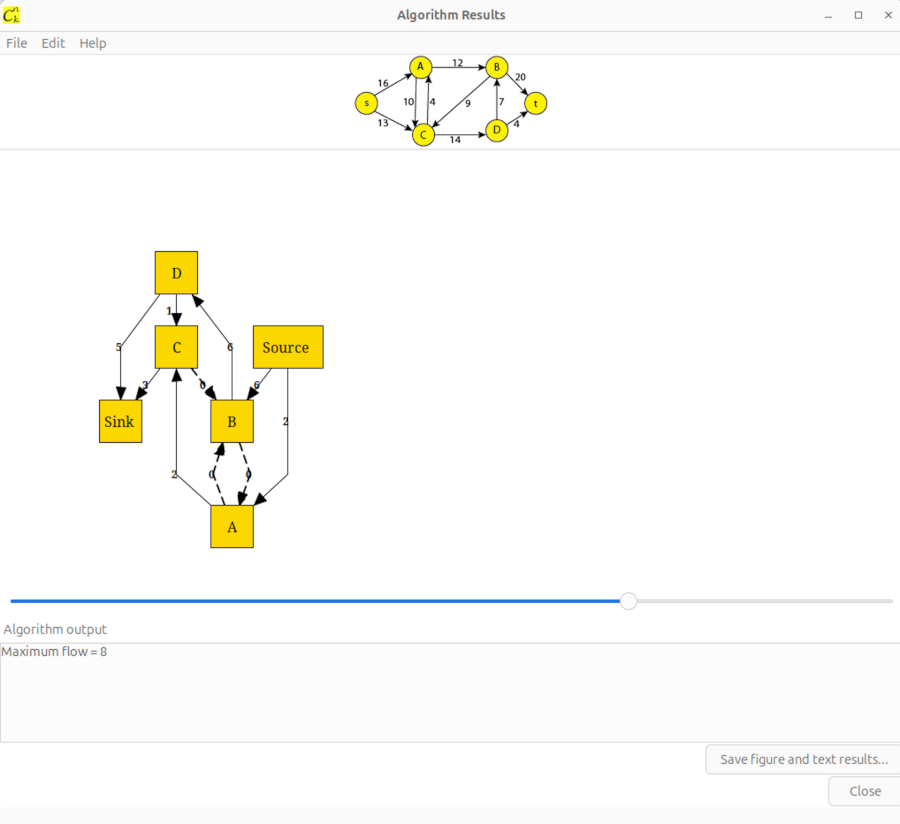 Algorithm Results
File Edit Help
A 12 B
16 20
s 10 4 9 7 t
13 4
C 14 D
D
1
5 C 6 Source
3 0 6
Sink B 2
2 0 0
A
Algorithm output
Maximum flow = 8
Save figure and text results...
Close